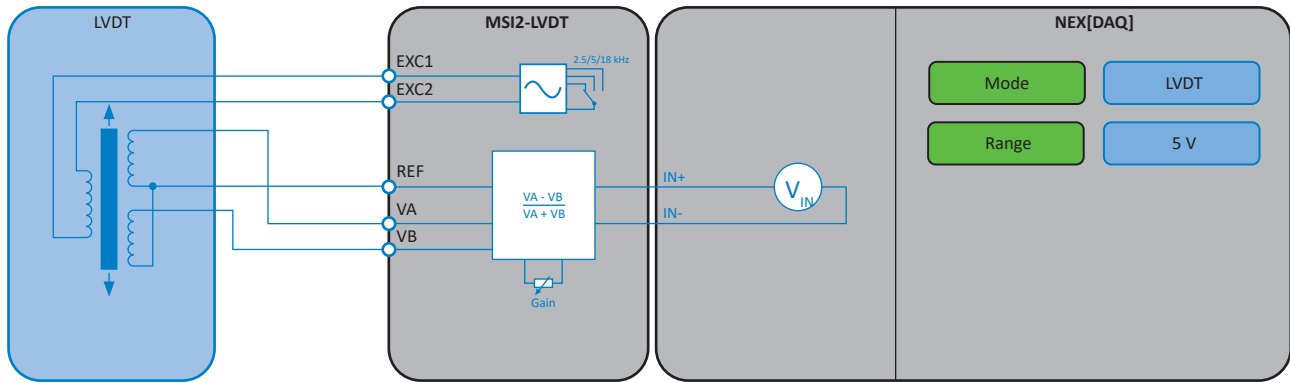 LVDT
MSI2-LVDT
NEX[DAQ]
EXC1
EXC2
2.5/5/18 kHz
REF
VA
VB
VA - VB
VA + VB
Gain
IN+
IN-
VIN
Mode
LVDT
Range
5 V